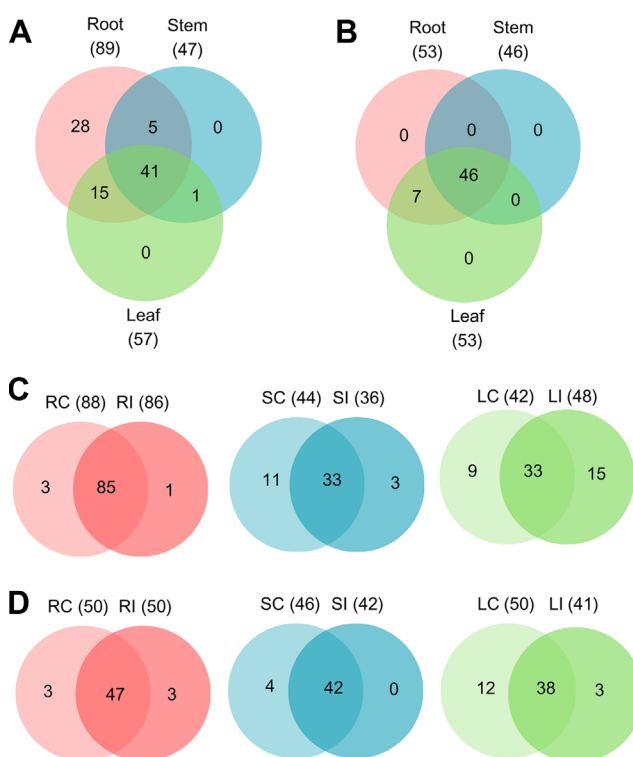 A
Root
(89)
Stem
(47)
28
5
0
41
15
1
0
Leaf
(57)
B
Root
(53)
Stem
(46)
0
0
0
46
7
0
0
Leaf
(53)
C
RC (88) RI (86)
3
85
1
SC (44) SI (36)
11
33
3
LC (42) LI (48)
9
33
15
D
RC (50) RI (50)
3
47
3
SC (46) SI (42)
4
42
0
LC (50) LI (41)
12
38
3